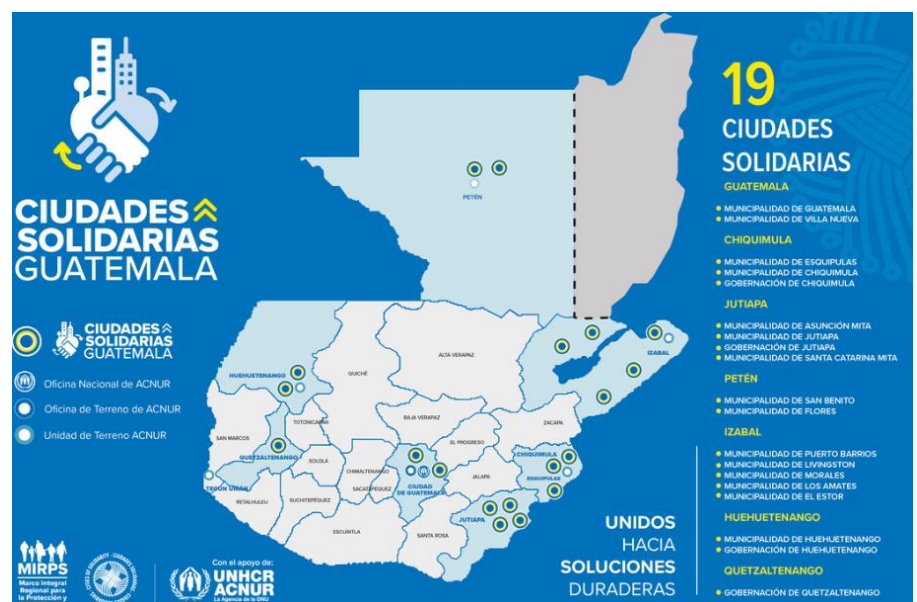 CIUDADES
SOLIDARIAS
GUATEMALA
CIUDADES
SOLIDARIAS
GUATEMALA
Oficina Nacional de ACNUR
Oficina de Terreno de ACNUR
Unidad de Terreno ACNUR
MIRPS
Marco Integral
Regional para
la Protección y
Con el apoyo de:
UNHCR
ACNUR
La Agencia de la ONU
PETÉN
HUEHUETENANGO
QUICHÉ
ALTA VERAPAZ
IZABAL
SAN MARCOS
TOTONICAPÁN
BAJA VERAPAZ
ZACAPA
QUETZALTENANGO
SOLOLÁ
CHIMALTENANGO
EL PROGRESO
CHIQUIMULA
TECÚN UMÁN
RETALHULEU
SUCHITEPÉQUEZ
SACATEPÉQUEZ
CIUDAD
DE GUATEMALA
JALAPA
ESQUIPULAS
ESCUINTLA
SANTA ROSA
JUTIAPA
UNIDOS
HACIA
SOLUCIONES
DURADERAS
19
CIUDADES
SOLIDARIAS
GUATEMALA
MUNICIPALIDAD DE GUATEMALA
MUNICIPALIDAD DE VILLA NUEVA
CHIQUIMULA
MUNICIPALIDAD DE ESQUIPULAS
MUNICIPALIDAD DE CHIQUIMULA
GOBERNACIÓN DE CHIQUIMULA
JUTIAPA
MUNICIPALIDAD DE ASUNCIÓN MITA
MUNICIPALIDAD DE JUTIAPA
GOBERNACIÓN DE JUTIAPA
MUNICIPALIDAD DE SANTA CATARINA MITA
PETÉN
MUNICIPALIDAD DE SAN BENITO
MUNICIPALIDAD DE FLORES
IZABAL
MUNICIPALIDAD DE PUERTO BARRIOS
MUNICIPALIDAD DE LIVINGSTON
MUNICIPALIDAD DE MORALES
MUNICIPALIDAD DE LOS AMATES
MUNICIPALIDAD DE EL ESTOR
HUEHUETENANGO
MUNICIPALIDAD DE HUEHUETENANGO
GOBERNACIÓN DE HUEHUETENANGO
QUETZALTENANGO
GOBERNACIÓN DE QUETZALTENANGO